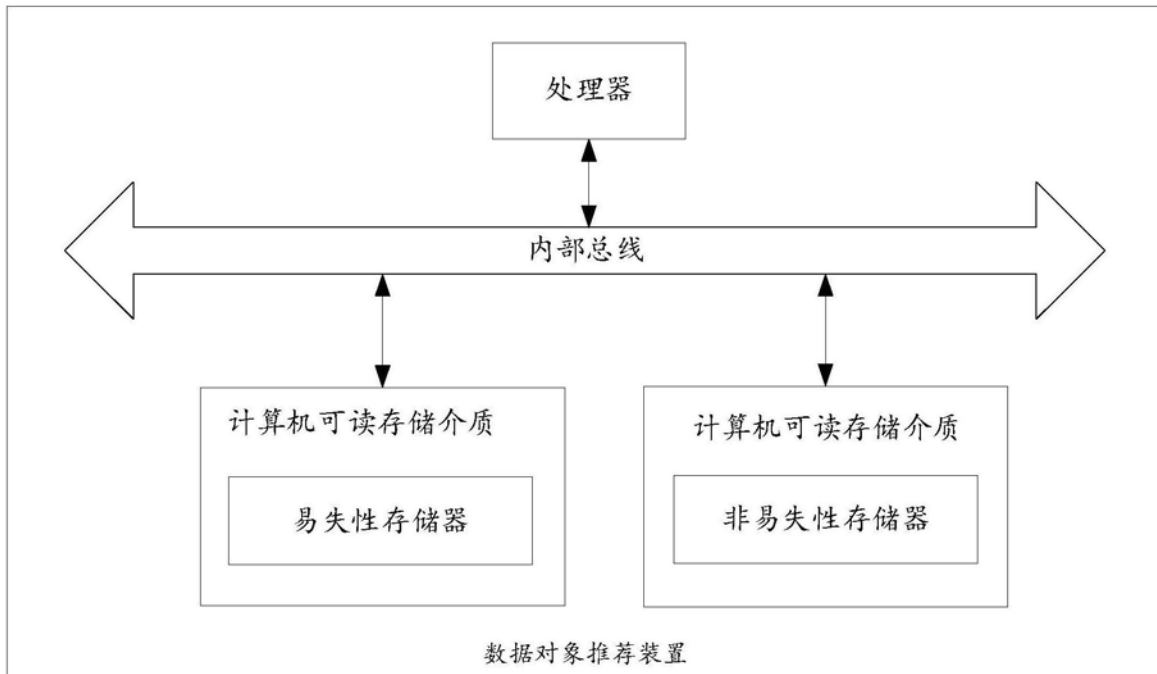 处理器
内部总线
计算机可读存储介质
易失性存储器
计算机可读存储介质
非易失性存储器
数据对象推荐装置